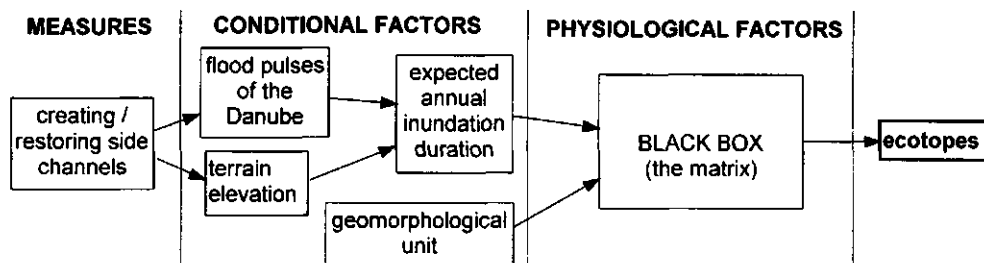 MEASURES
CONDITIONAL FACTORS
PHYSIOLOGICAL FACTORS
creating /
restoring side
channels
flood pulses
of the
Danube
terrain
elevation
expected
annual
inundation
duration
geomorphological
unit
BLACK BOX
(the matrix)
ecotopes